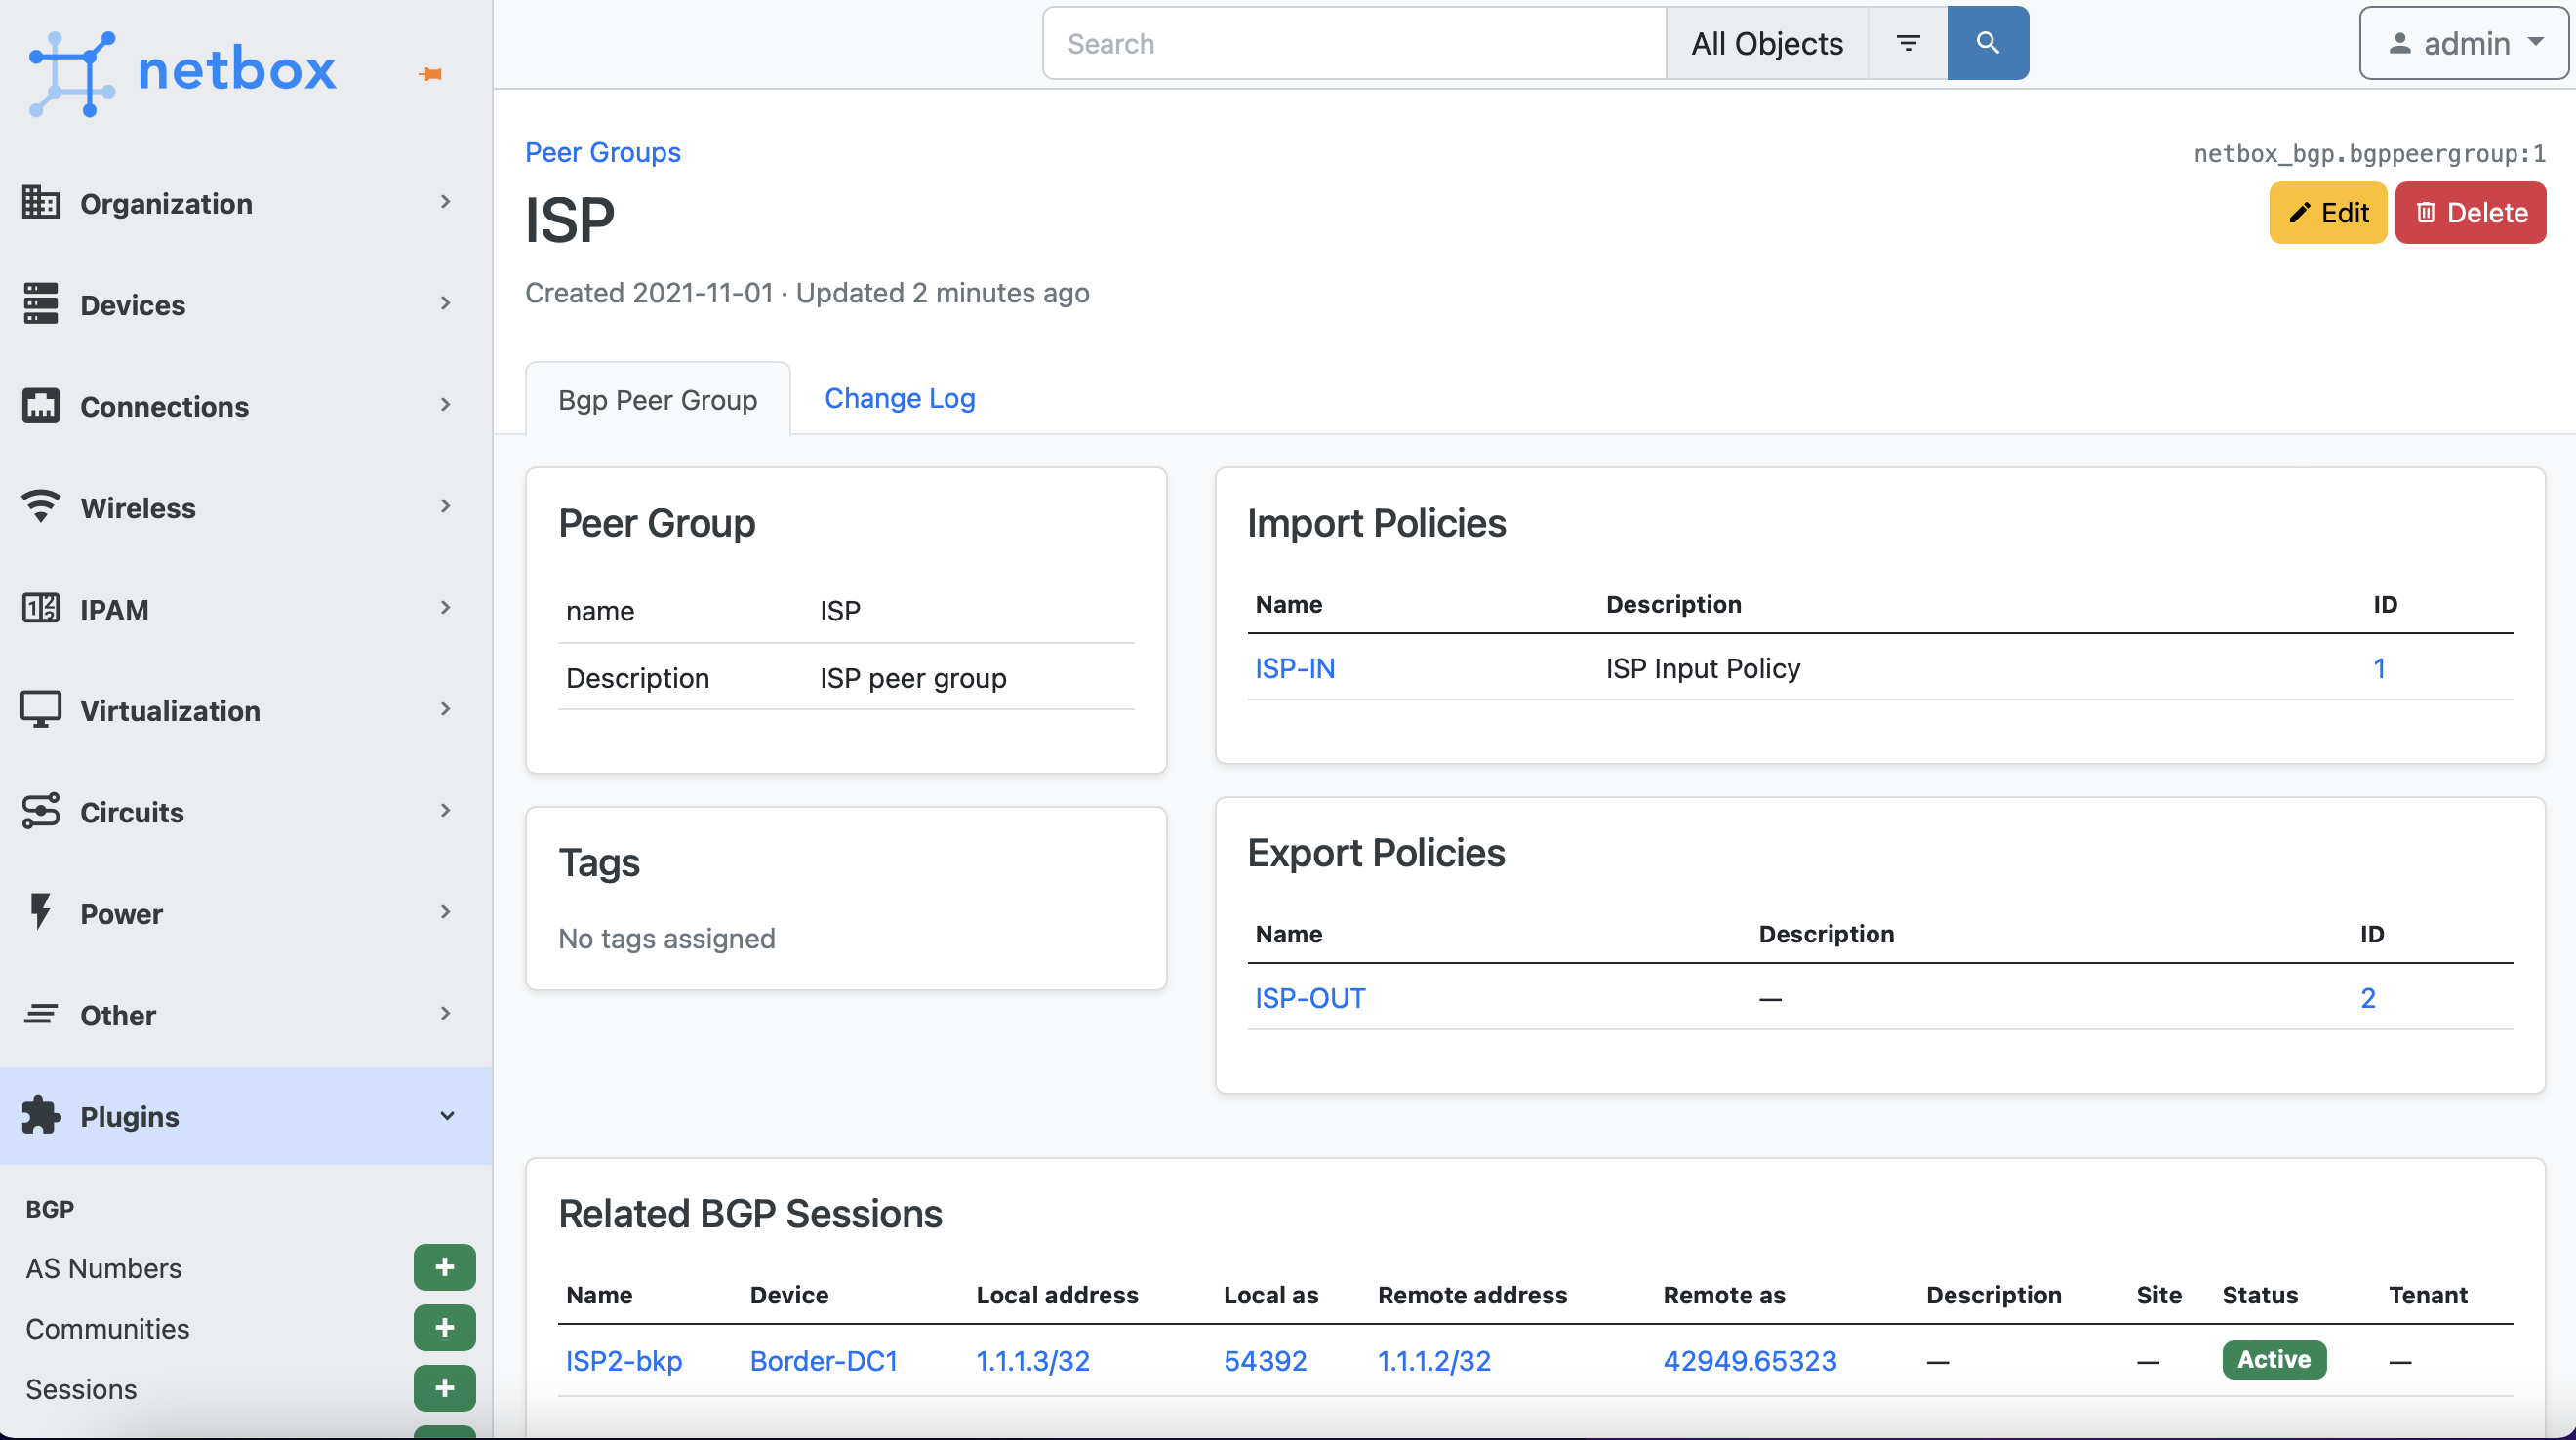 netbox
Search
All Objects
admin
Organization
Devices
Connections
Wireless
IPAM
Virtualization
Circuits
Power
Other
Plugins
BGP
AS Numbers
Communities
Sessions
Peer Groups
netbox_bgp.bgppeergroup:1
ISP
Edit
Delete
Created 2021-11-01 · Updated 2 minutes ago
Bgp Peer Group
Change Log
Peer Group
name ISP
Description ISP peer group
Tags
No tags assigned
Import Policies
Name Description ID
ISP-IN ISP Input Policy 1
Export Policies
Name Description ID
ISP-OUT — 2
Related BGP Sessions
Name Device Local address Local as Remote address Remote as Description Site Status Tenant
ISP2-bkp Border-DC1 1.1.1.3/32 54392 1.1.1.2/32 42949.65323 — — Active —